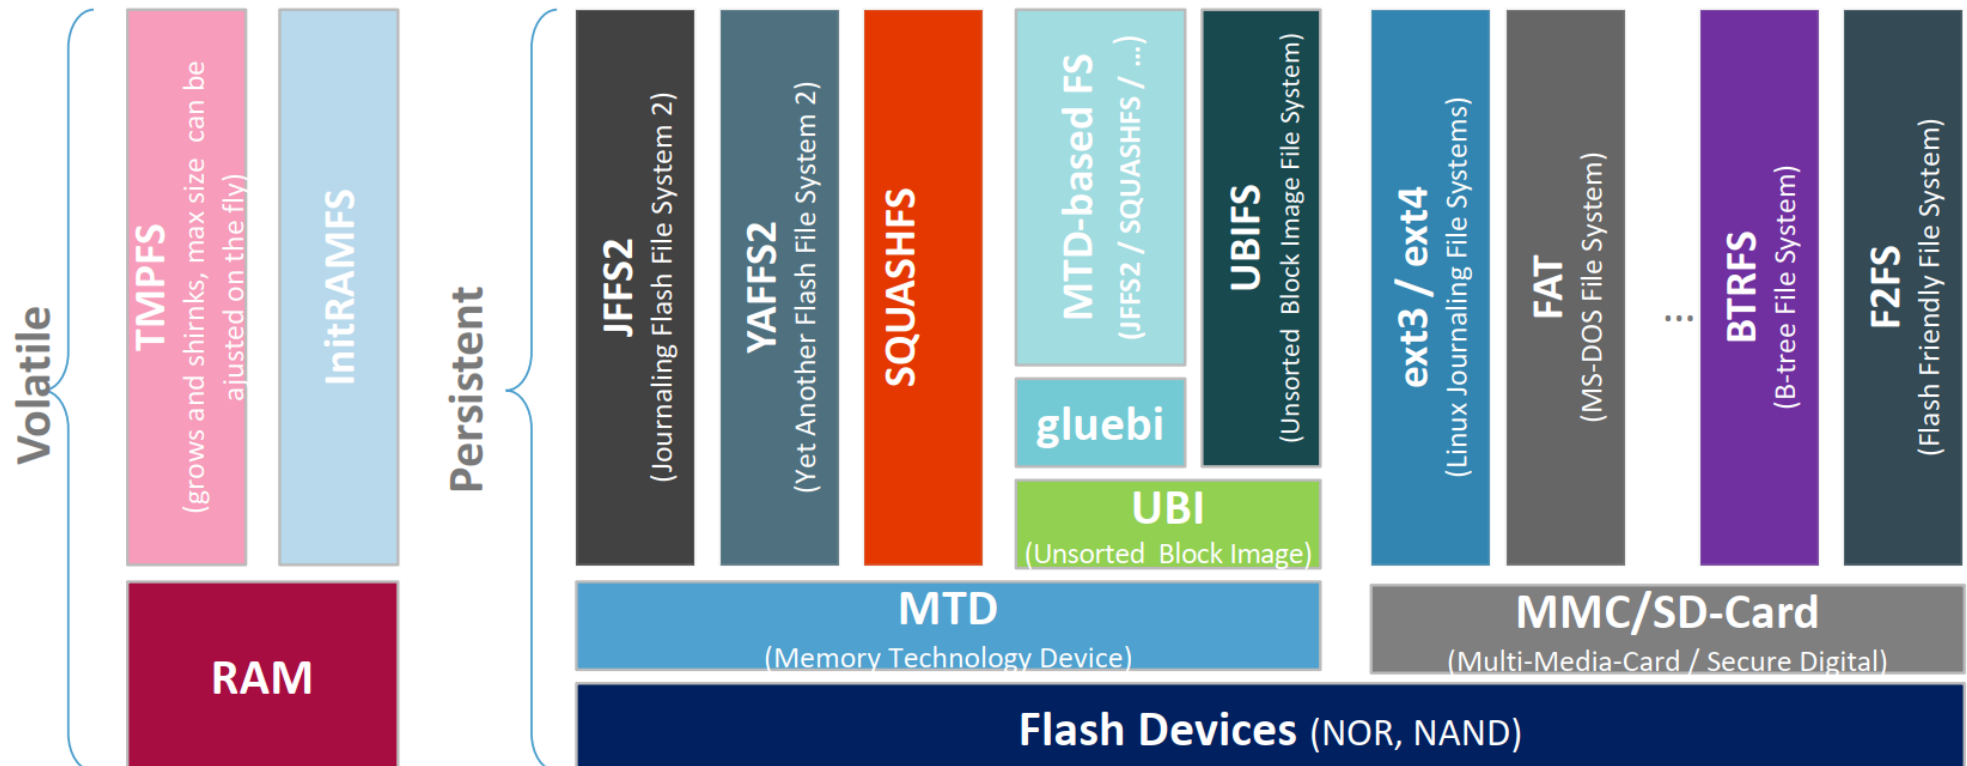 Volatile
TMPFS
(grows and shirnks, max size can be
ajusted on the fly)
InitRAMFS
RAM
Persistent
JFFS2
(Journaling Flash File System 2)
YAFFS2
(Yet Another Flash File System 2)
SQUASHFS
MTD-based FS
(JFFS2 / SQUASHFS / ...)
gluebi
UBIFS
(Unsorted Block Image File System)
UBI
(Unsorted Block Image)
MTD
(Memory Technology Device)
ext3 / ext4
(Linux Journaling File Systems)
FAT
(MS-DOS File System)
...
BTRFS
(B-tree File System)
F2FS
(Flash Friendly File System)
MMC/SD-Card
(Multi-Media-Card / Secure Digital)
Flash Devices (NOR, NAND)